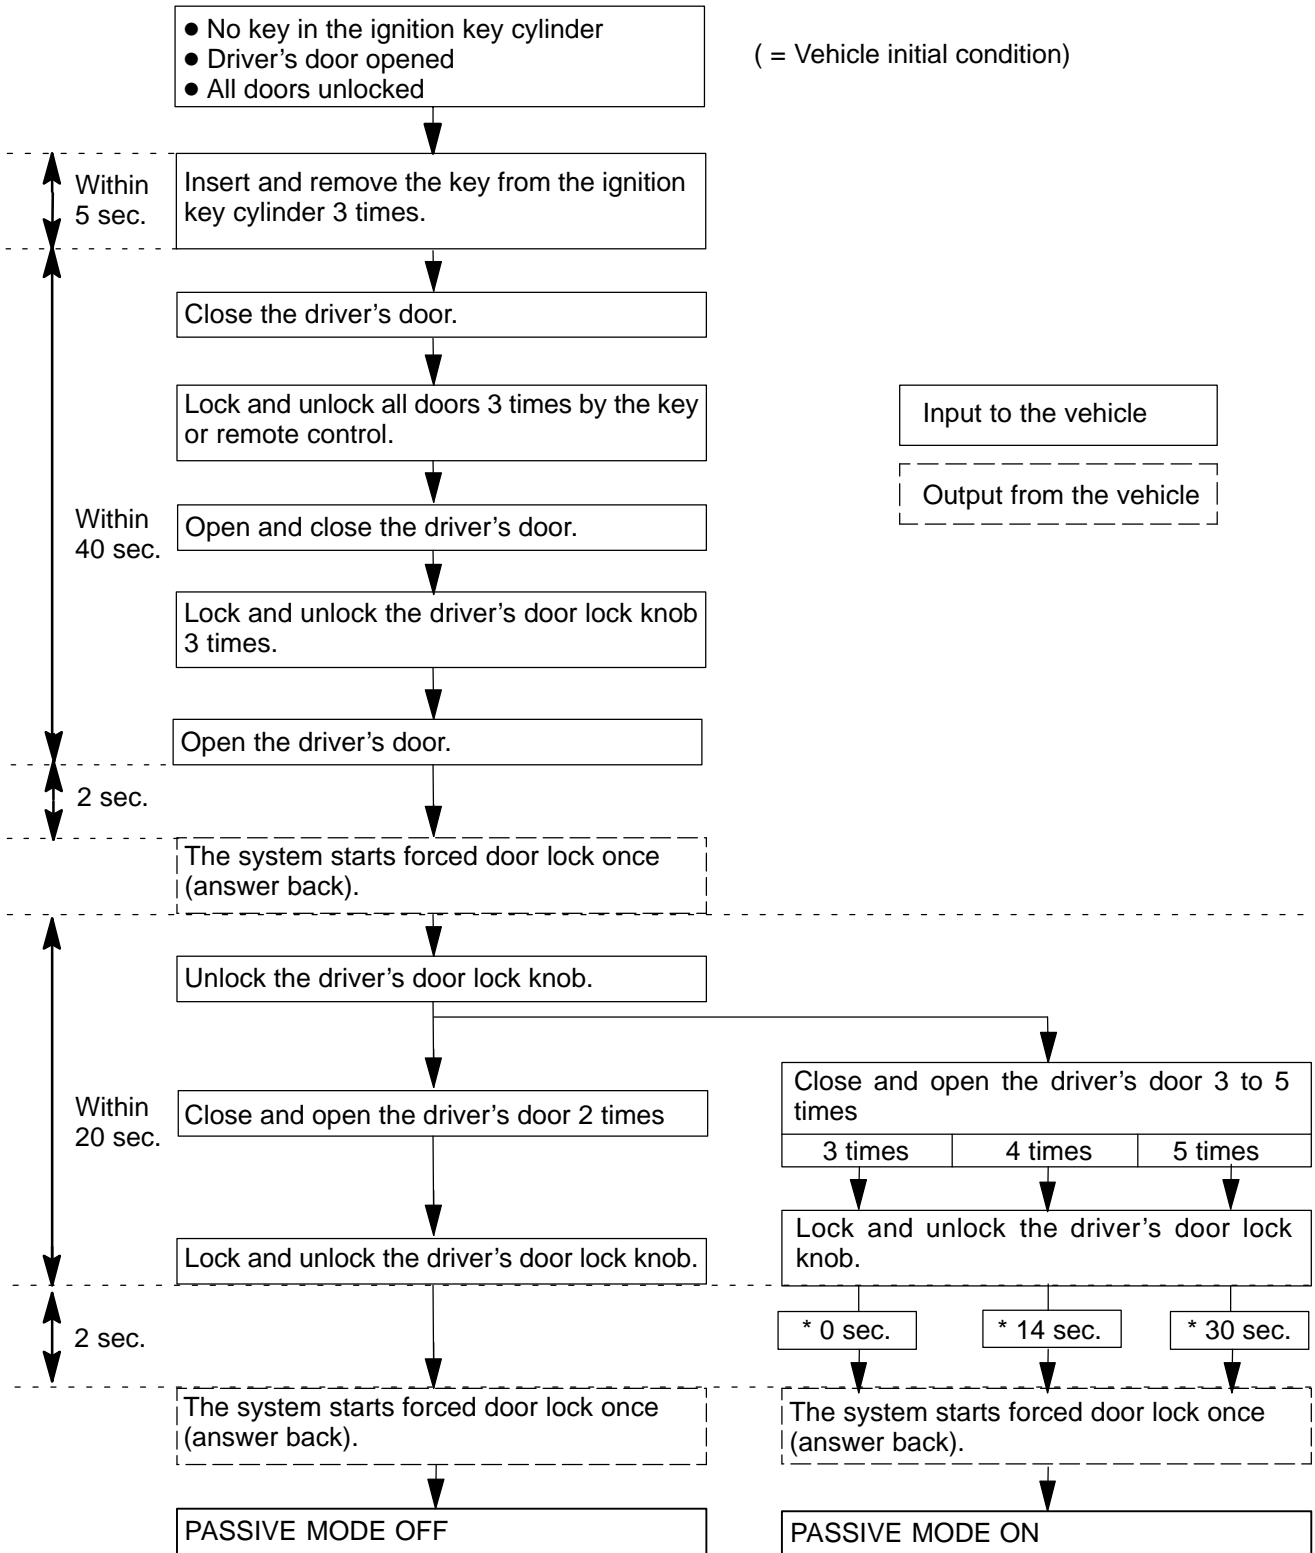 ● No key in the ignition key cylinder
● Driver’s door opened
● All doors unlocked
( = Vehicle initial condition)
Within
5 sec.
Insert and remove the key from the ignition
key cylinder 3 times.
Close the driver’s door.
Lock and unlock all doors 3 times by the key
or remote control.
Input to the vehicle
Output from the vehicle
Within
40 sec.
Open and close the driver’s door.
Lock and unlock the driver’s door lock knob
3 times.
Open the driver’s door.
2 sec.
The system starts forced door lock once
(answer back).
Unlock the driver’s door lock knob.
Within
20 sec.
Close and open the driver’s door 2 times
Close and open the driver’s door 3 to 5
times
3 times
4 times
5 times
Lock and unlock the driver’s door lock knob.
Lock and unlock the driver’s door lock
knob.
2 sec.
* 0 sec.
* 14 sec.
* 30 sec.
The system starts forced door lock once
(answer back).
The system starts forced door lock once
(answer back).
PASSIVE MODE OFF
PASSIVE MODE ON